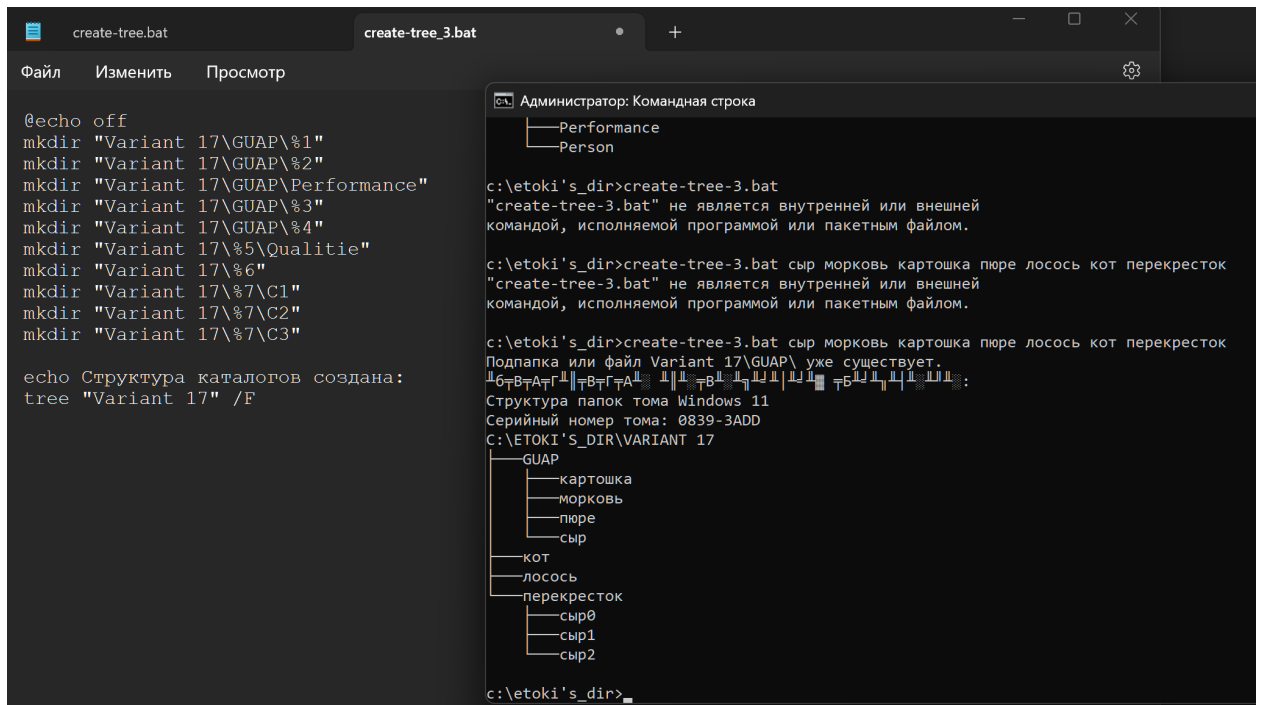 create-tree.bat
create-tree_3.bat
Файл Изменить Просмотр
@echo off
mkdir "Variant 17\GUAP\%1"
mkdir "Variant 17\GUAP\%2"
mkdir "Variant 17\GUAP\Performance"
mkdir "Variant 17\GUAP\%3"
mkdir "Variant 17\GUAP\%4"
mkdir "Variant 17\%5\Qualitie"
mkdir "Variant 17\%6"
mkdir "Variant 17\%7\C1"
mkdir "Variant 17\%7\C2"
mkdir "Variant 17\%7\C3"
echo Структура каталогов создана:
tree "Variant 17" /F
Администратор: Командная строка
├───Performance
└───Person
c:\etoki's_dir>create-tree-3.bat
"create-tree-3.bat" не является внутренней или внешней
командой, исполняемой программой или пакетным файлом.
c:\etoki's_dir>create-tree-3.bat сыр морковь картошка пюре лосось кот перекресток
"create-tree-3.bat" не является внутренней или внешней
командой, исполняемой программой или пакетным файлом.
c:\etoki's_dir>create-tree-3.bat сыр морковь картошка пюре лосось кот перекресток
Подпапка или файл Variant 17\GUAP\ уже существует.
Структура папок тома Windows 11
Серийный номер тома: 0839-3ADD
C:\ETOKI'S_DIR\VARIANT 17
├───GUAP
│   ├───картошка
│   ├───морковь
│   ├───пюре
│   └───сыр
├───кот
├───лосось
└───перекресток
    ├───сыр0
    ├───сыр1
    └───сыр2
c:\etoki's_dir>